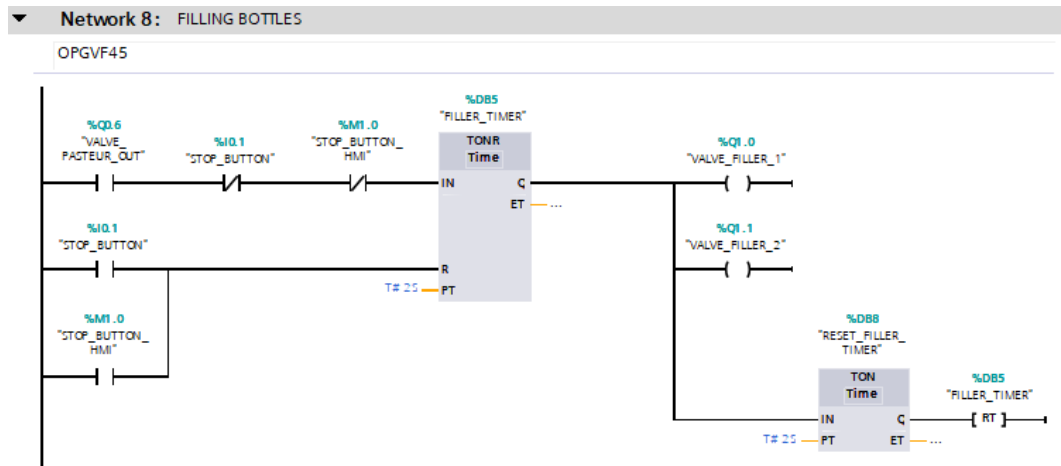 Network 8: FILLING BOTTLES
OPGVF45
%DB5
"FILLER_TIMER"
%Q0.6
"VALVE_
PASTEUR_OUT"
%I0.1
"STOP_BUTTON"
%M1.0
"STOP_BUTTON_
HMI"
TONR
Time
%Q1.0
"VALVE_FILLER_1"
IN
Q
ET
...
%I0.1
"STOP_BUTTON"
%Q1.1
"VALVE_FILLER_2"
R
T# 2S
PT
%M1.0
"STOP_BUTTON_
HMI"
%DB8
"RESET_FILLER_
TIMER"
TON
Time
%DB5
"FILLER_TIMER"
IN
Q
RT
T# 2S
PT
ET
...